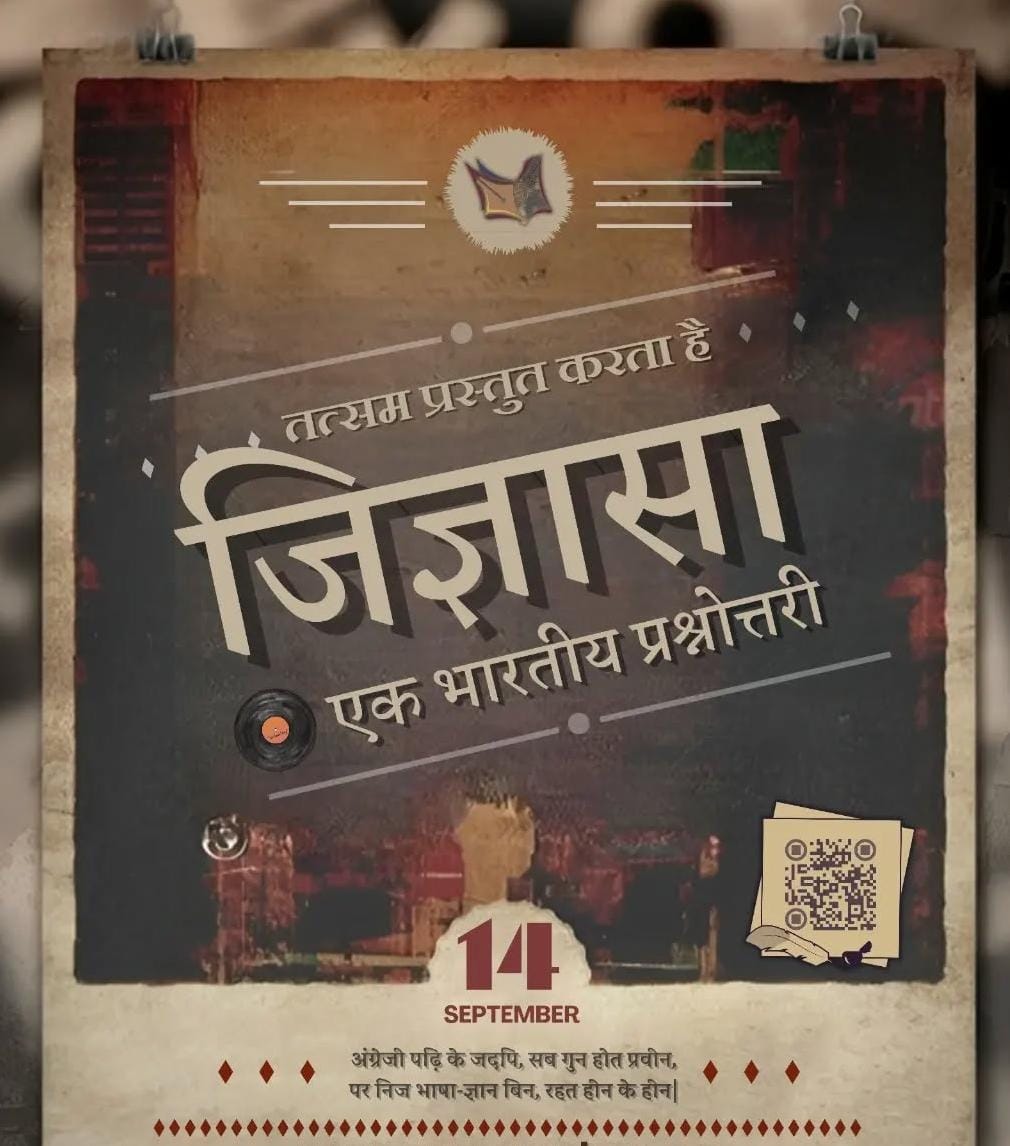 तत्सम प्रस्तुत करता है
जिज्ञासा
एक भारतीय प्रश्नोत्तरी
14
SEPTEMBER
अंग्रेजी पढ़ि के जदपि, सब गुन होत प्रवीन,
पर निज भाषा-ज्ञान बिन, रहत हीन के हीन|